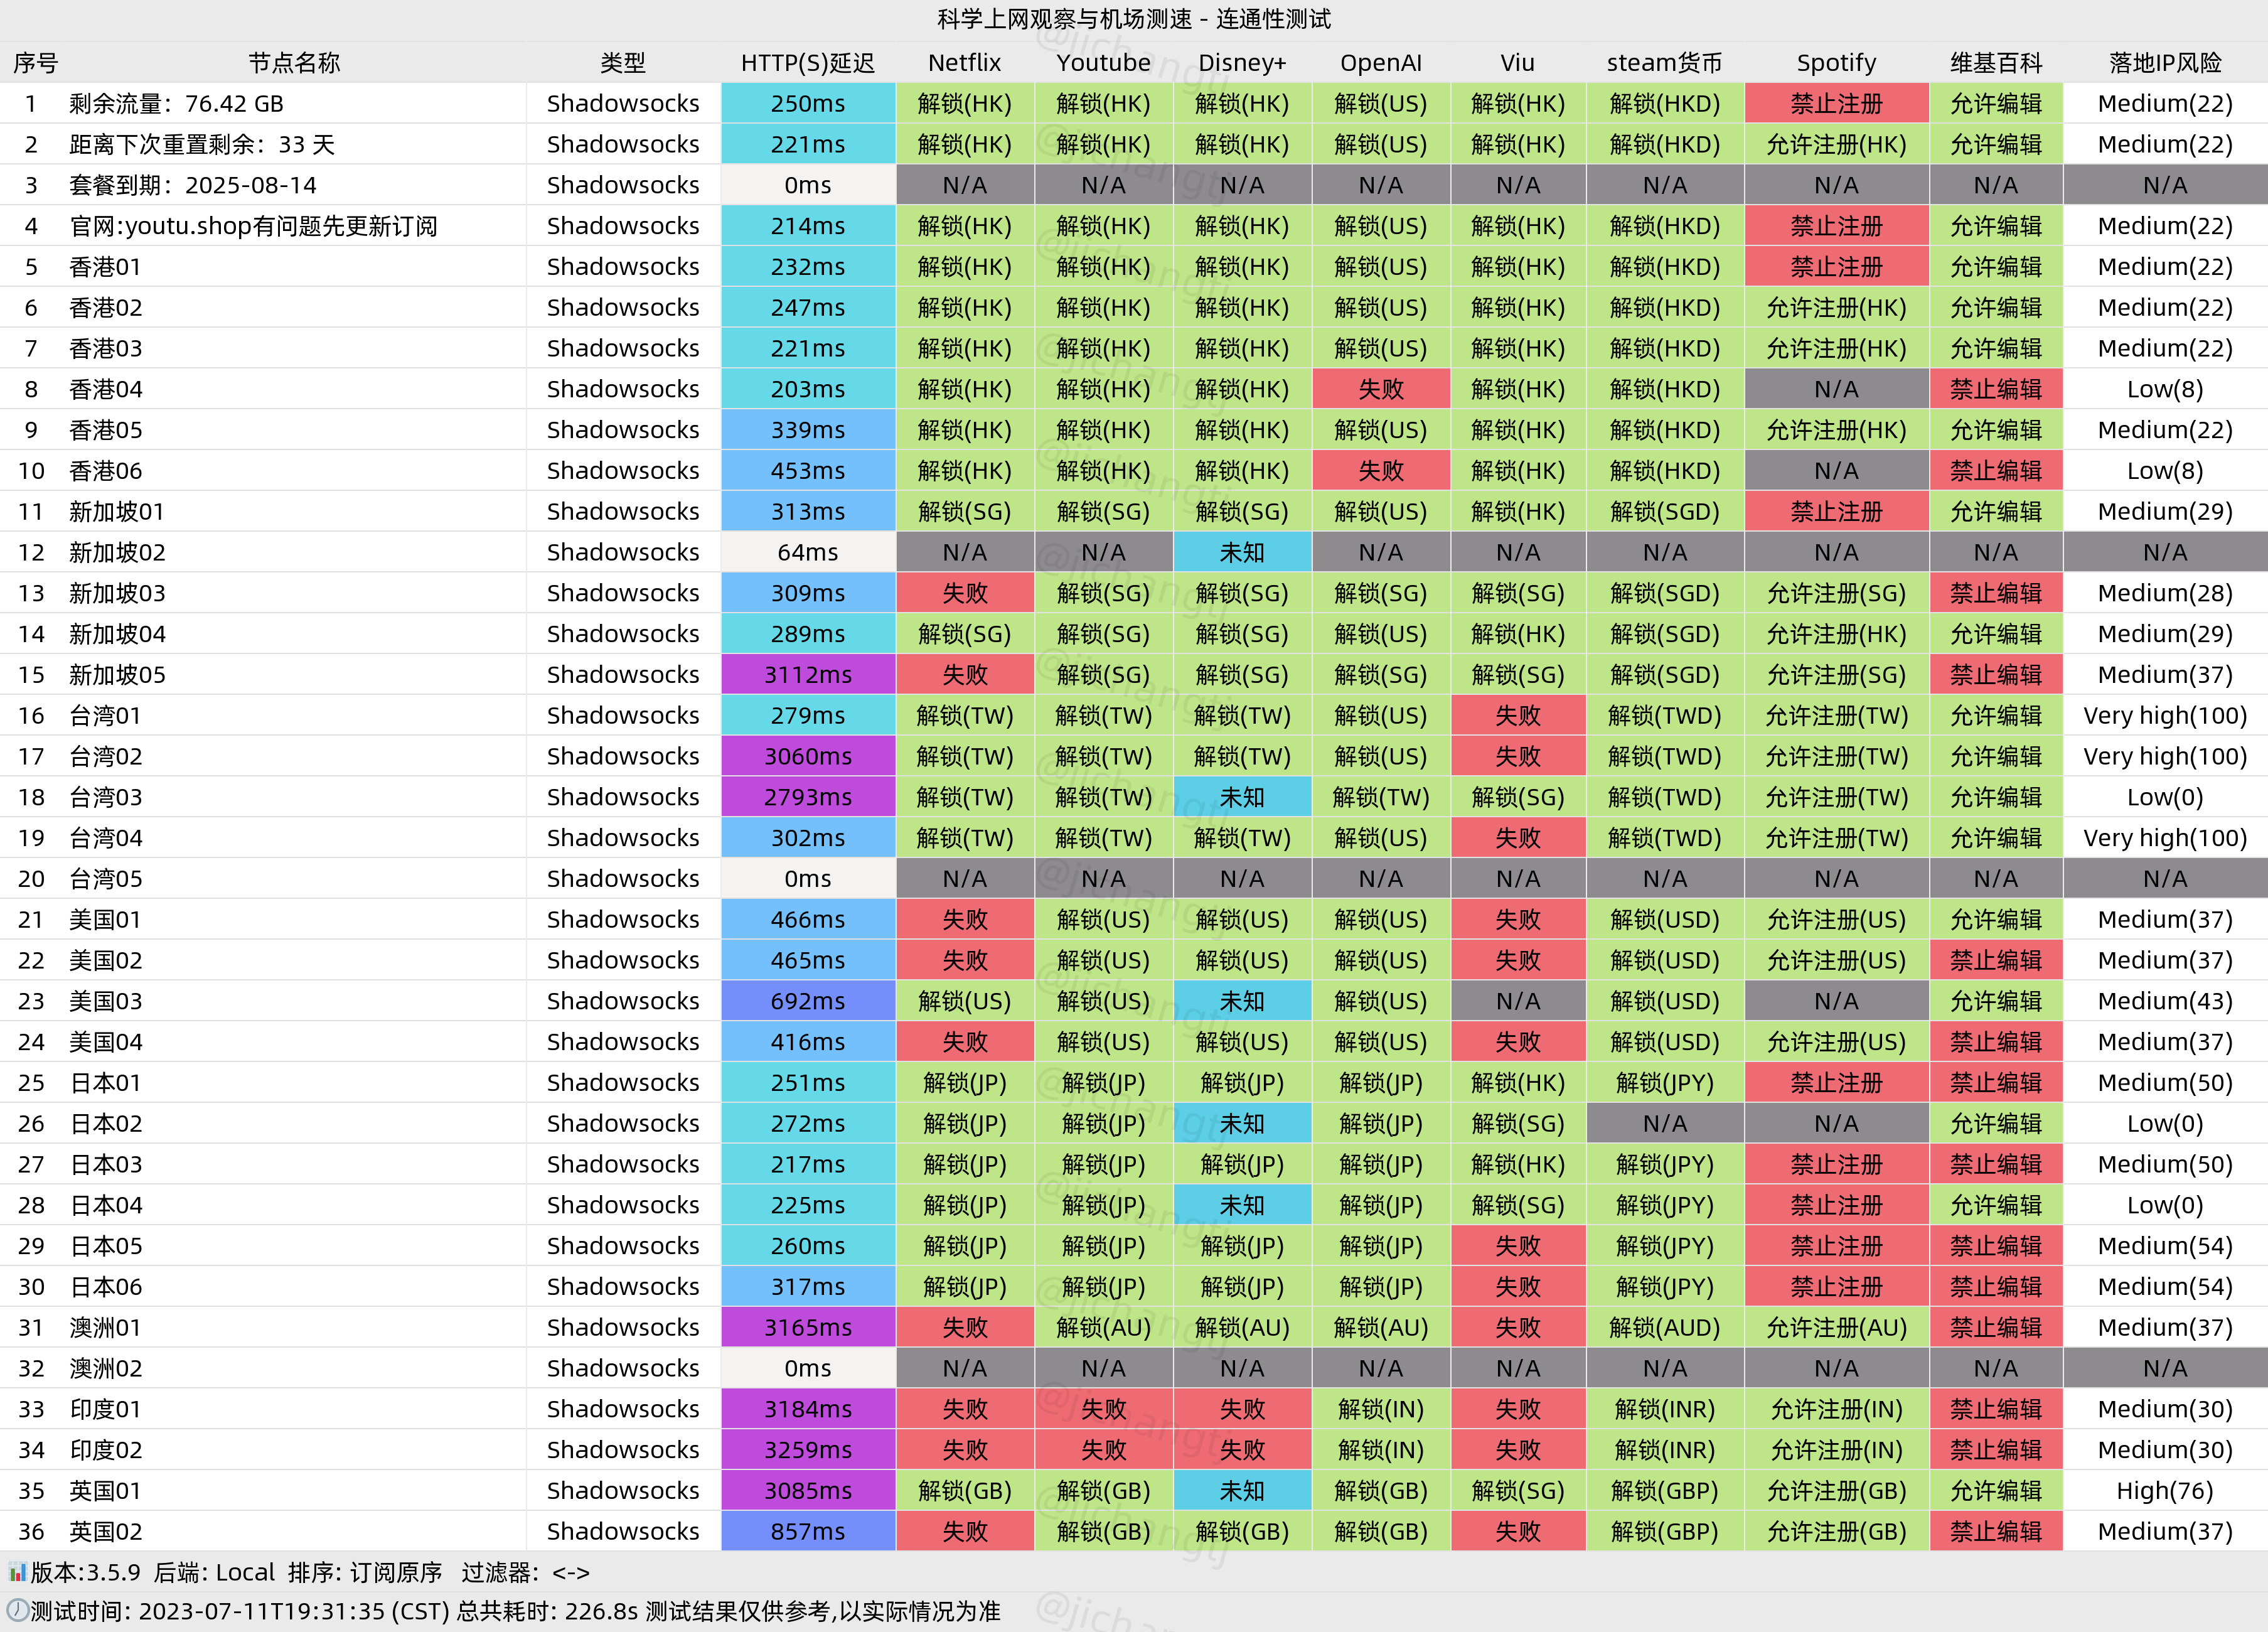 科学上网观察与机场测速 - 连通性测试
序号 节点名称 类型 HTTP(S)延迟 Netflix Youtube Disney+ OpenAI Viu steam货币 Spotify 维基百科 落地IP风险
1 剩余流量：76.42 GB Shadowsocks 250ms 解锁(HK) 解锁(HK) 解锁(HK) 解锁(US) 解锁(HK) 解锁(HKD) 禁止注册 允许编辑 Medium(22)
2 距离下次重置剩余：33 天 Shadowsocks 221ms 解锁(HK) 解锁(HK) 解锁(HK) 解锁(US) 解锁(HK) 解锁(HKD) 允许注册(HK) 允许编辑 Medium(22)
3 套餐到期：2025-08-14 Shadowsocks 0ms N/A N/A N/A N/A N/A N/A N/A N/A N/A
4 官网:youtu.shop有问题先更新订阅 Shadowsocks 214ms 解锁(HK) 解锁(HK) 解锁(HK) 解锁(US) 解锁(HK) 解锁(HKD) 禁止注册 允许编辑 Medium(22)
5 香港01 Shadowsocks 232ms 解锁(HK) 解锁(HK) 解锁(HK) 解锁(US) 解锁(HK) 解锁(HKD) 禁止注册 允许编辑 Medium(22)
6 香港02 Shadowsocks 247ms 解锁(HK) 解锁(HK) 解锁(HK) 解锁(US) 解锁(HK) 解锁(HKD) 允许注册(HK) 允许编辑 Medium(22)
7 香港03 Shadowsocks 221ms 解锁(HK) 解锁(HK) 解锁(HK) 解锁(US) 解锁(HK) 解锁(HKD) 允许注册(HK) 允许编辑 Medium(22)
8 香港04 Shadowsocks 203ms 解锁(HK) 解锁(HK) 解锁(HK) 失败 解锁(HK) 解锁(HKD) N/A 禁止编辑 Low(8)
9 香港05 Shadowsocks 339ms 解锁(HK) 解锁(HK) 解锁(HK) 解锁(US) 解锁(HK) 解锁(HKD) 允许注册(HK) 允许编辑 Medium(22)
10 香港06 Shadowsocks 453ms 解锁(HK) 解锁(HK) 解锁(HK) 失败 解锁(HK) 解锁(HKD) N/A 禁止编辑 Low(8)
11 新加坡01 Shadowsocks 313ms 解锁(SG) 解锁(SG) 解锁(SG) 解锁(US) 解锁(HK) 解锁(SGD) 禁止注册 允许编辑 Medium(29)
12 新加坡02 Shadowsocks 64ms N/A N/A 未知 N/A N/A N/A N/A N/A N/A
13 新加坡03 Shadowsocks 309ms 失败 解锁(SG) 解锁(SG) 解锁(SG) 解锁(SG) 解锁(SGD) 允许注册(SG) 禁止编辑 Medium(28)
14 新加坡04 Shadowsocks 289ms 解锁(SG) 解锁(SG) 解锁(SG) 解锁(US) 解锁(HK) 解锁(SGD) 允许注册(HK) 允许编辑 Medium(29)
15 新加坡05 Shadowsocks 3112ms 失败 解锁(SG) 解锁(SG) 解锁(SG) 解锁(SG) 解锁(SGD) 允许注册(SG) 禁止编辑 Medium(37)
16 台湾01 Shadowsocks 279ms 解锁(TW) 解锁(TW) 解锁(TW) 解锁(US) 失败 解锁(TWD) 允许注册(TW) 允许编辑 Very high(100)
17 台湾02 Shadowsocks 3060ms 解锁(TW) 解锁(TW) 解锁(TW) 解锁(US) 失败 解锁(TWD) 允许注册(TW) 允许编辑 Very high(100)
18 台湾03 Shadowsocks 2793ms 解锁(TW) 解锁(TW) 未知 解锁(TW) 解锁(SG) 解锁(TWD) 允许注册(TW) 允许编辑 Low(0)
19 台湾04 Shadowsocks 302ms 解锁(TW) 解锁(TW) 解锁(TW) 解锁(US) 失败 解锁(TWD) 允许注册(TW) 允许编辑 Very high(100)
20 台湾05 Shadowsocks 0ms N/A N/A N/A N/A N/A N/A N/A N/A N/A
21 美国01 Shadowsocks 466ms 失败 解锁(US) 解锁(US) 解锁(US) 失败 解锁(USD) 允许注册(US) 允许编辑 Medium(37)
22 美国02 Shadowsocks 465ms 失败 解锁(US) 解锁(US) 解锁(US) 失败 解锁(USD) 允许注册(US) 禁止编辑 Medium(37)
23 美国03 Shadowsocks 692ms 解锁(US) 解锁(US) 未知 解锁(US) N/A 解锁(USD) N/A 允许编辑 Medium(43)
24 美国04 Shadowsocks 416ms 失败 解锁(US) 解锁(US) 解锁(US) 失败 解锁(USD) 允许注册(US) 禁止编辑 Medium(37)
25 日本01 Shadowsocks 251ms 解锁(JP) 解锁(JP) 解锁(JP) 解锁(JP) 解锁(HK) 解锁(JPY) 禁止注册 禁止编辑 Medium(50)
26 日本02 Shadowsocks 272ms 解锁(JP) 解锁(JP) 未知 解锁(JP) 解锁(SG) N/A N/A 允许编辑 Low(0)
27 日本03 Shadowsocks 217ms 解锁(JP) 解锁(JP) 解锁(JP) 解锁(JP) 解锁(HK) 解锁(JPY) 禁止注册 禁止编辑 Medium(50)
28 日本04 Shadowsocks 225ms 解锁(JP) 解锁(JP) 未知 解锁(JP) 解锁(SG) 解锁(JPY) 禁止注册 允许编辑 Low(0)
29 日本05 Shadowsocks 260ms 解锁(JP) 解锁(JP) 解锁(JP) 解锁(JP) 失败 解锁(JPY) 禁止注册 禁止编辑 Medium(54)
30 日本06 Shadowsocks 317ms 解锁(JP) 解锁(JP) 解锁(JP) 解锁(JP) 失败 解锁(JPY) 禁止注册 禁止编辑 Medium(54)
31 澳洲01 Shadowsocks 3165ms 失败 解锁(AU) 解锁(AU) 解锁(AU) 失败 解锁(AUD) 允许注册(AU) 禁止编辑 Medium(37)
32 澳洲02 Shadowsocks 0ms N/A N/A N/A N/A N/A N/A N/A N/A N/A
33 印度01 Shadowsocks 3184ms 失败 失败 失败 解锁(IN) 失败 解锁(INR) 允许注册(IN) 禁止编辑 Medium(30)
34 印度02 Shadowsocks 3259ms 失败 失败 失败 解锁(IN) 失败 解锁(INR) 允许注册(IN) 禁止编辑 Medium(30)
35 英国01 Shadowsocks 3085ms 解锁(GB) 解锁(GB) 未知 解锁(GB) 解锁(SG) 解锁(GBP) 允许注册(GB) 允许编辑 High(76)
36 英国02 Shadowsocks 857ms 失败 解锁(GB) 解锁(GB) 解锁(GB) 失败 解锁(GBP) 允许注册(GB) 禁止编辑 Medium(37)
版本:3.5.9 后端: Local 排序: 订阅原序 过滤器: <->
测试时间: 2023-07-11T19:31:35 (CST) 总共耗时: 226.8s 测试结果仅供参考,以实际情况为准
@jichangtj